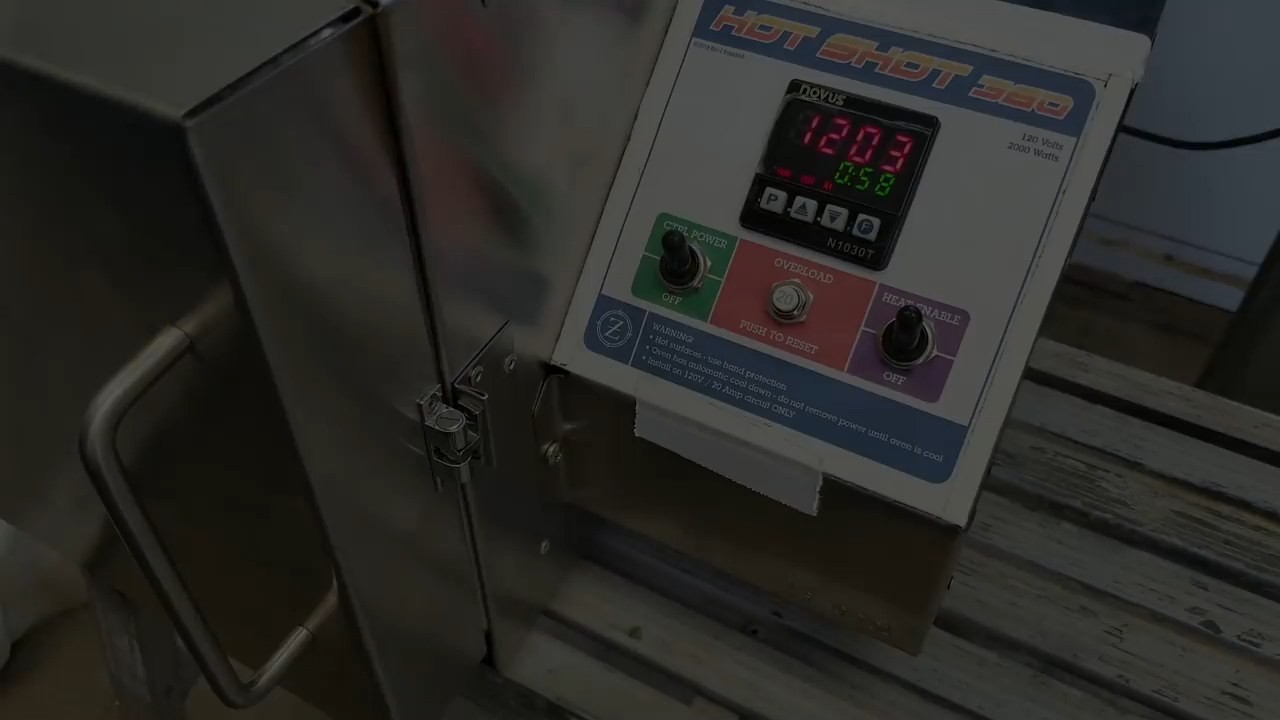 HOT SHOT 360
120 Volts
2000 Watts
novus
1203
0:58
P
F
N1030T
CTRL POWER
OFF
OVERLOAD
20
PUSH TO RESET
HEAT ENABLE
OFF
Z
WARNING!
• Hot surfaces - use hand protection
• Oven has automatic cool down - do not remove power until oven is cool
• Install on 120V / 20 Amp circuit ONLY